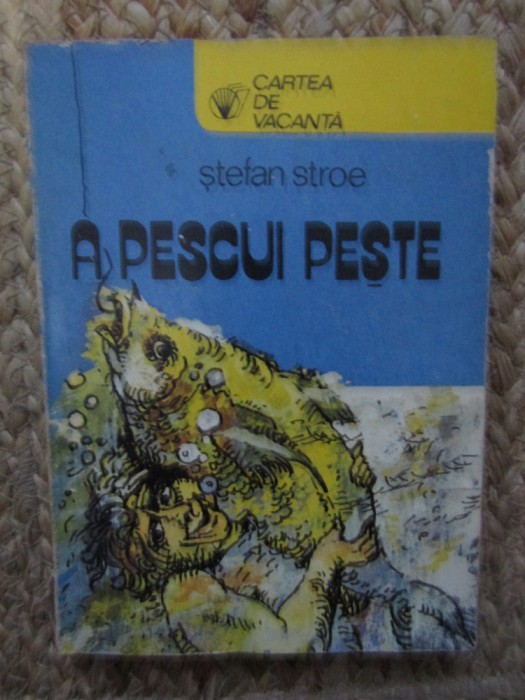 CARTEA
DE
VACANȚĂ
ștefan stroe
A PESCUI PEȘTE